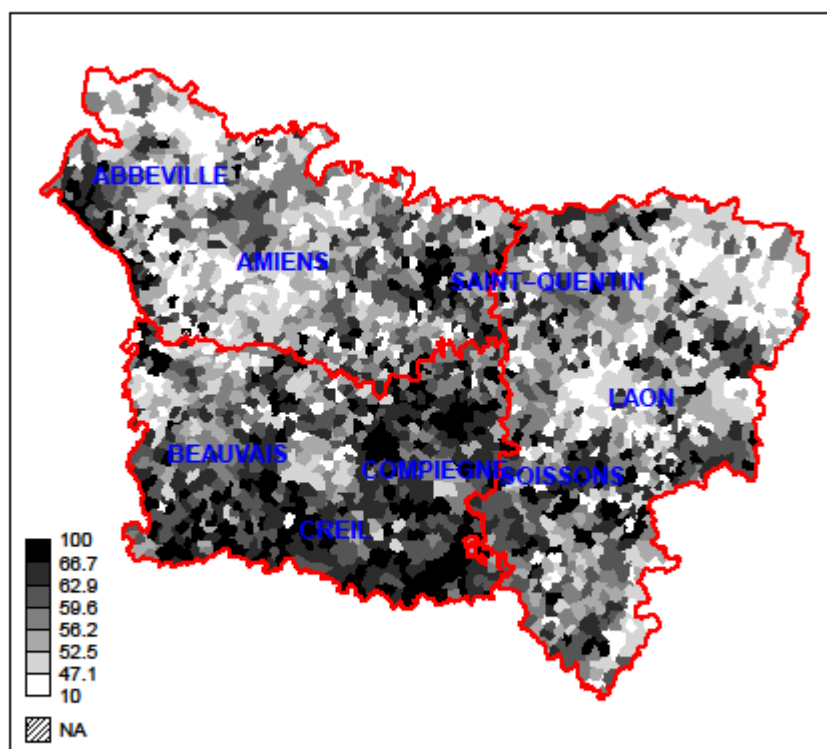 ABBEVILLE
AMIENS
SAINT−QUENTIN
LAON
BEAUVAIS
COMPIEGNE
SOISSONS
CREIL
100
66.7
62.9
59.6
56.2
52.5
47.1
10
NA